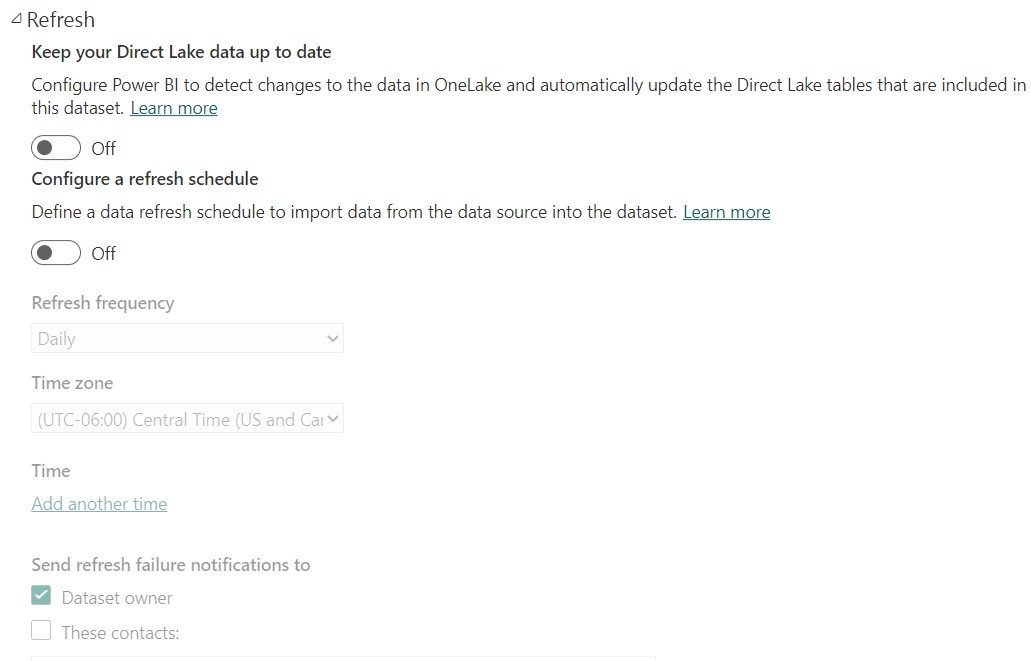 Refresh
Keep your Direct Lake data up to date
Configure Power BI to detect changes to the data in OneLake and automatically update the Direct Lake tables that are included in
this dataset. Learn more
Off
Configure a refresh schedule
Define a data refresh schedule to import data from the data source into the dataset. Learn more
Off
Refresh frequency
Daily
Time zone
(UTC-06:00) Central Time (US and Car
Time
Add another time
Send refresh failure notifications to
Dataset owner
These contacts: